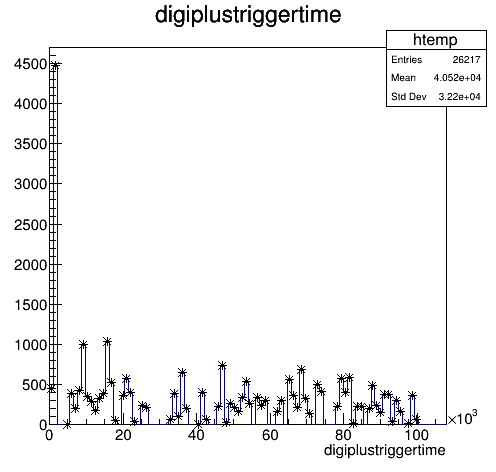 digiplustriggertime
htemp
Entries 26217
Mean 4.052e+04
Std Dev 3.22e+04
4500
4000
3500
3000
2500
2000
1500
1000
500
0
0 20 40 60 80 100 ×10³
digiplustriggertime